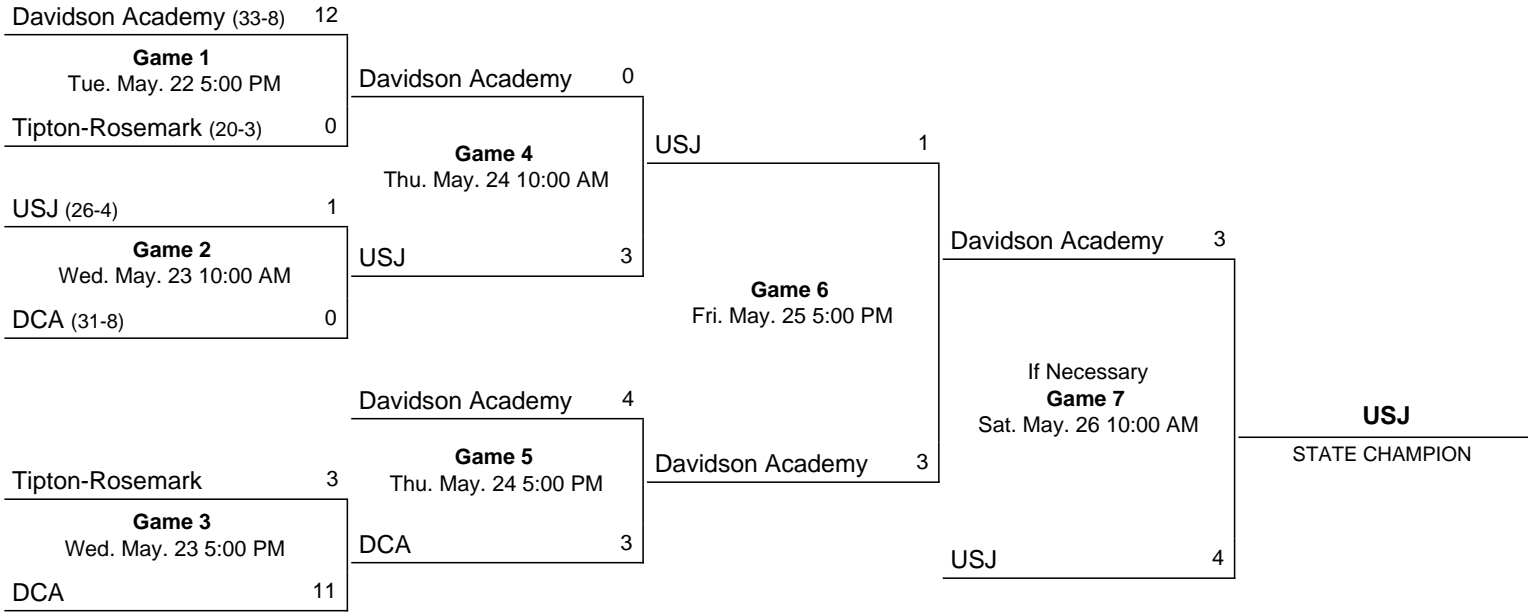 Davidson Academy (33-8) 12
Game 1
Tue. May. 22 5:00 PM
Tipton-Rosemark (20-3) 0
USJ (26-4) 1
Game 2
Wed. May. 23 10:00 AM
DCA (31-8) 0
Tipton-Rosemark 3
Game 3
Wed. May. 23 5:00 PM
DCA 11
Davidson Academy 0
Game 4
Thu. May. 24 10:00 AM
USJ 3
Davidson Academy 4
Game 5
Thu. May. 24 5:00 PM
DCA 3
USJ 1
Game 6
Fri. May. 25 5:00 PM
Davidson Academy 3
Davidson Academy 3
If Necessary
Game 7
Sat. May. 26 10:00 AM
USJ 4
USJ
STATE CHAMPION